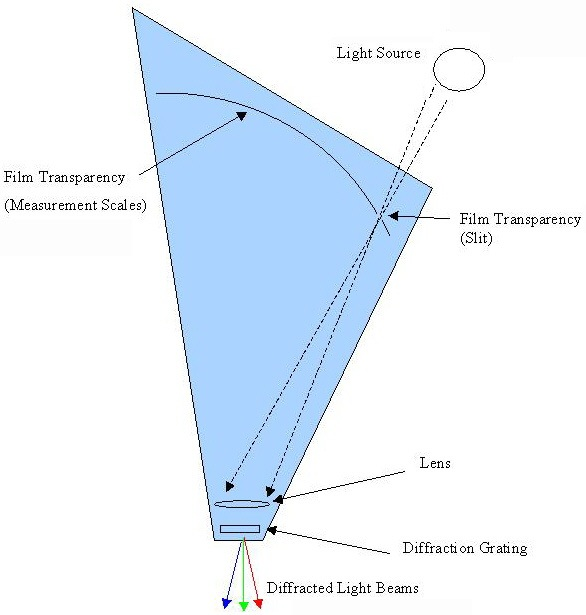 Light Source
Film Transparency
(Measurement Scales)
Film Transparency
(Slit)
Lens
Diffraction Grating
Diffracted Light Beams